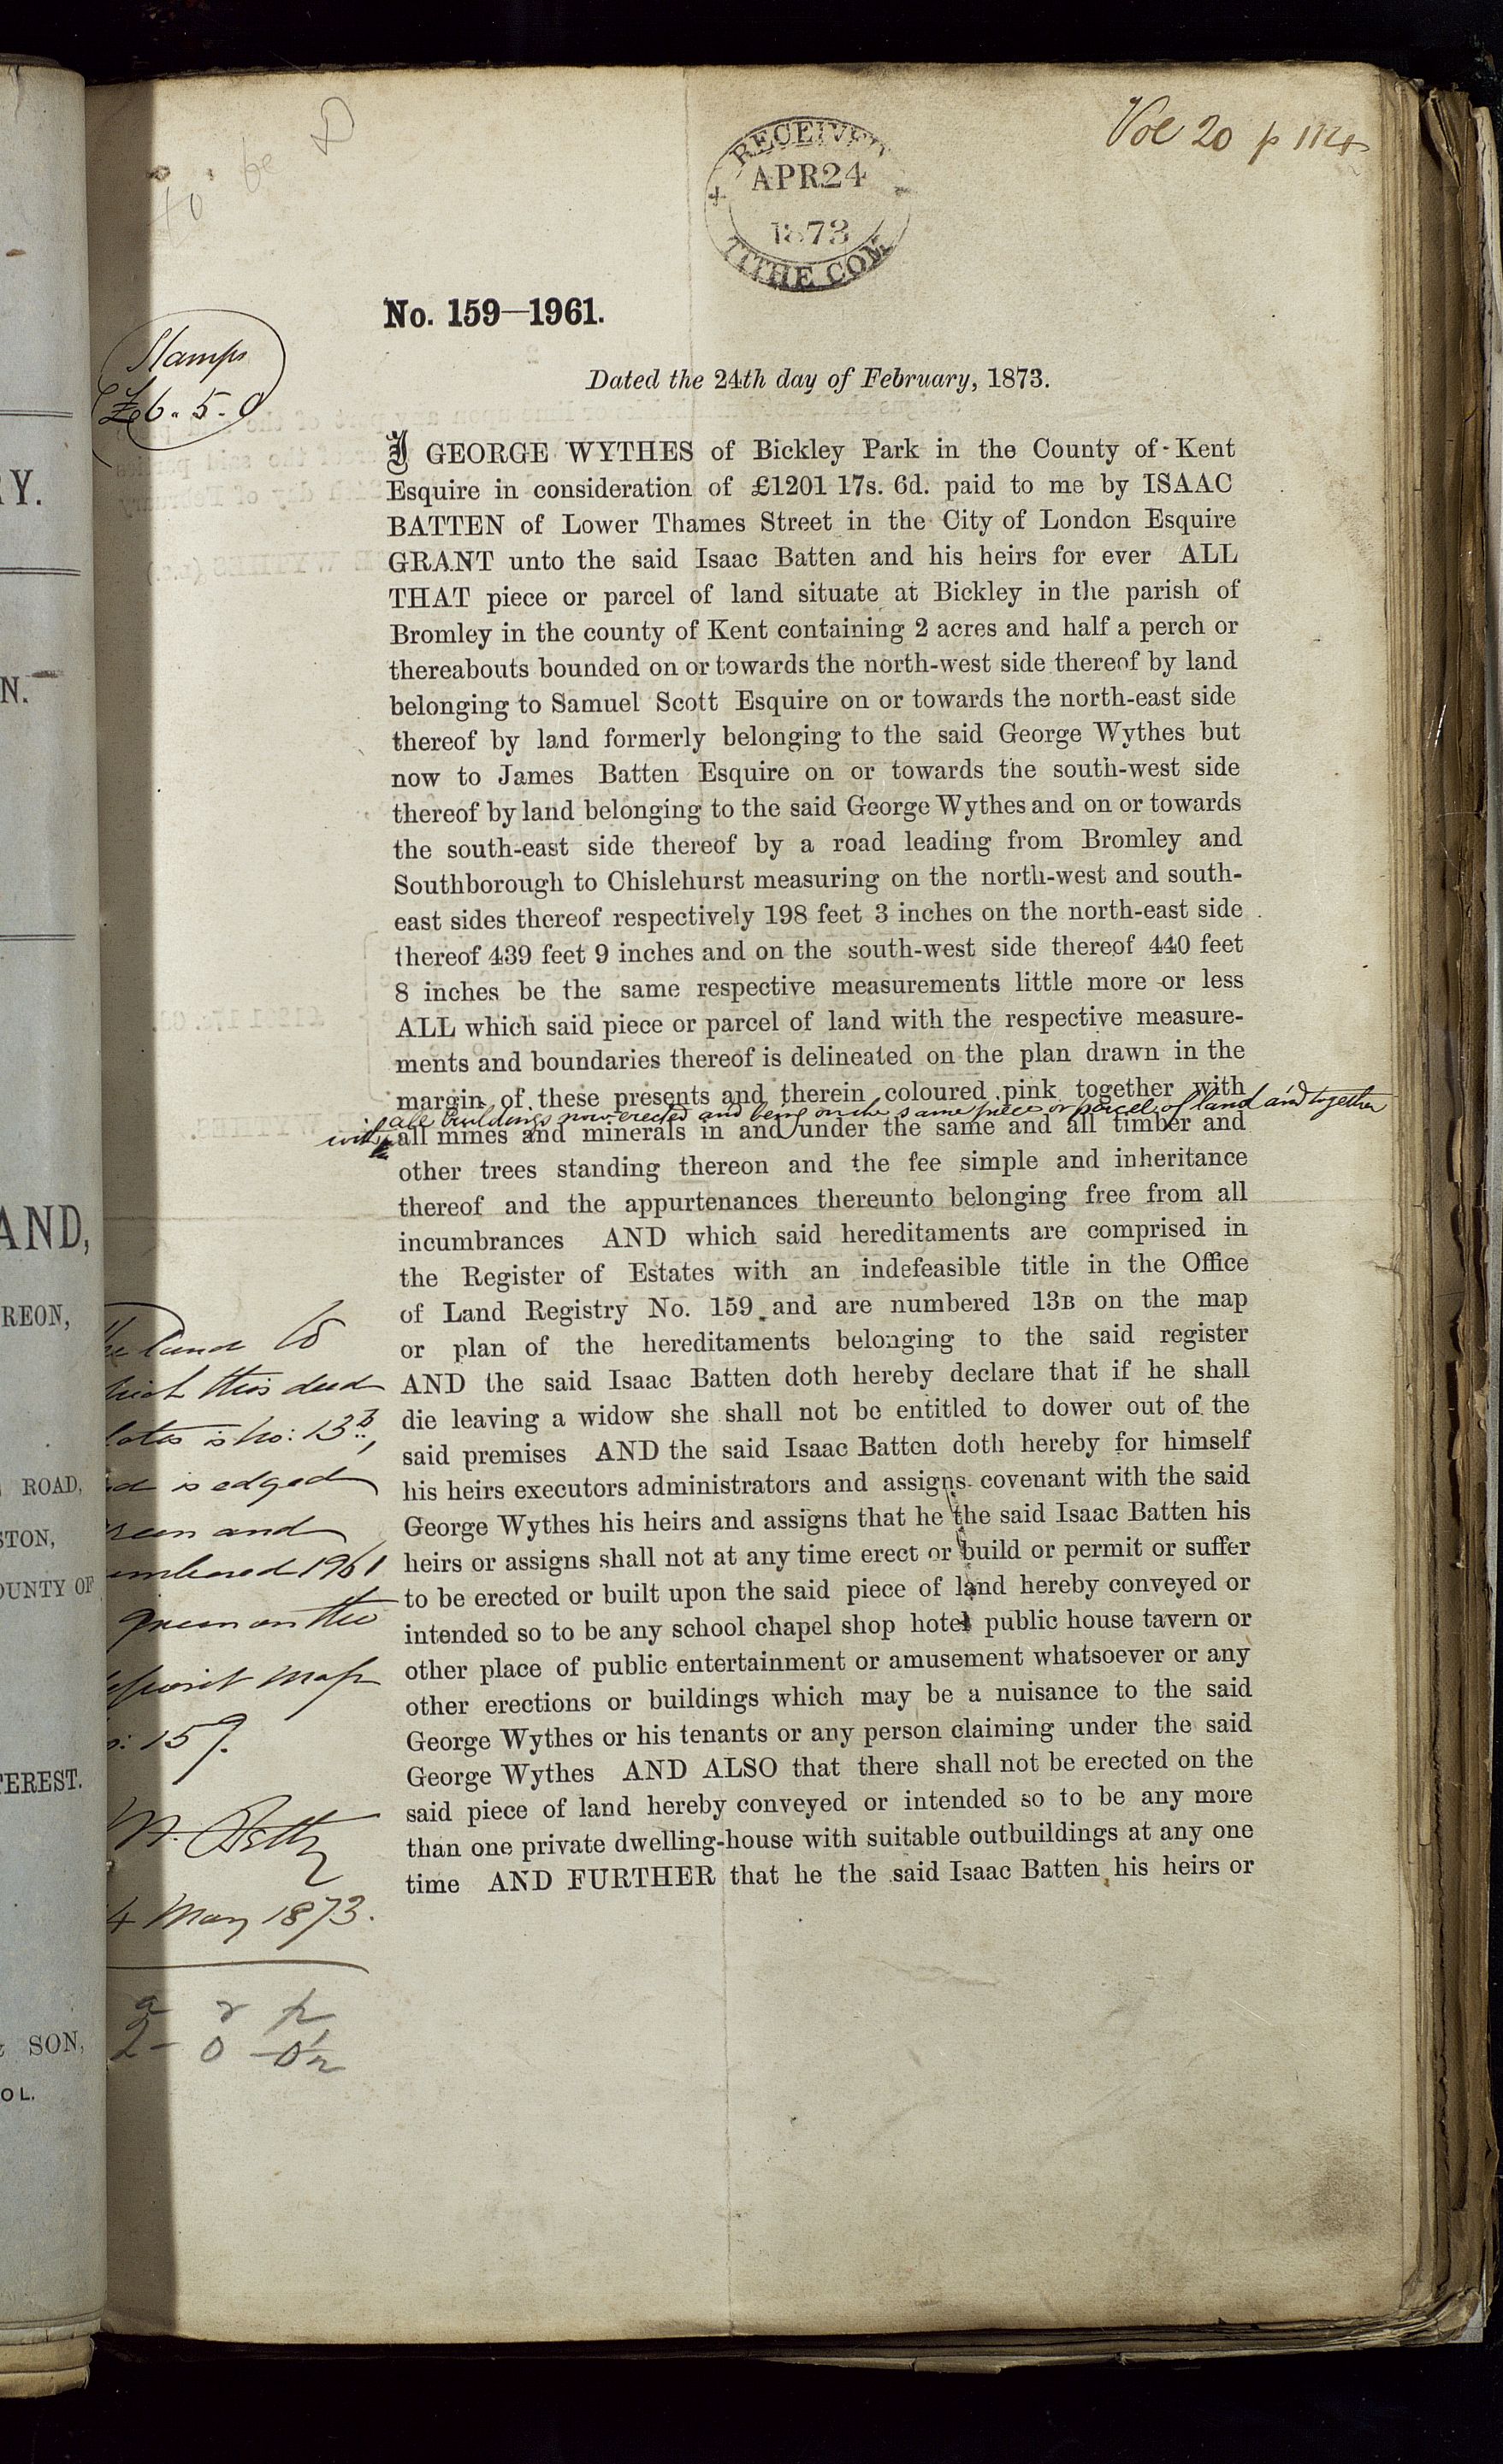 Vol 20 p
RECEIVED
APR 24
1873
TITHE COM
No. 159—1961.
Stamps
£6. 5. 0
Dated the 24th day of February, 1873.
I GEORGE WYTHES of Bickley Park in the County of Kent
Esquire in consideration of £1201 17s. 6d. paid to me by ISAAC
BATTEN of Lower Thames Street in the City of London Esquire
GRANT unto the said Isaac Batten and his heirs for ever ALL
THAT piece or parcel of land situate at Bickley in the parish of
Bromley in the county of Kent containing 2 acres and half a perch or
thereabouts bounded on or towards the north-west side thereof by land
belonging to Samuel Scott Esquire on or towards the north-east side
thereof by land formerly belonging to the said George Wythes but
now to James Batten Esquire on or towards the south-west side
thereof by land belonging to the said George Wythes and on or towards
the south-east side thereof by a road leading from Bromley and
Southborough to Chislehurst measuring on the north-west and south-
east sides thereof respectively 198 feet 3 inches on the north-east side
thereof 439 feet 9 inches and on the south-west side thereof 440 feet
8 inches be the same respective measurements little more or less
ALL which said piece or parcel of land with the respective measure-
ments and boundaries thereof is delineated on the plan drawn in the
margin of these presents and therein coloured pink together with
all buildings now erected and being on the same piece or parcel of land and together
with all mines and minerals in and under the same and all timber and
other trees standing thereon and the fee simple and inheritance
thereof and the appurtenances thereunto belonging free from all
incumbrances AND which said hereditaments are comprised in
the Register of Estates with an indefeasible title in the Office
of Land Registry No. 159 and are numbered 13B on the map
or plan of the hereditaments belonging to the said register
AND the said Isaac Batten doth hereby declare that if he shall
die leaving a widow she shall not be entitled to dower out of the
said premises AND the said Isaac Batten doth hereby for himself
his heirs executors administrators and assigns covenant with the said
George Wythes his heirs and assigns that he the said Isaac Batten his
heirs or assigns shall not at any time erect or build or permit or suffer
to be erected or built upon the said piece of land hereby conveyed or
intended so to be any school chapel shop hotel public house tavern or
other place of public entertainment or amusement whatsoever or any
other erections or buildings which may be a nuisance to the said
George Wythes or his tenants or any person claiming under the said
George Wythes AND ALSO that there shall not be erected on the
said piece of land hereby conveyed or intended so to be any more
than one private dwelling-house with suitable outbuildings at any one
time AND FURTHER that he the said Isaac Batten his heirs or
land to
this deed
is No: 13B,
is edged
and
1961
green on the
map
159.
4 May 1873.
a r p
2 - 0 - 0½
RY.
N.
AND,
REON,
ROAD,
STON,
OUNTY OF
TEREST.
SON,
OL.